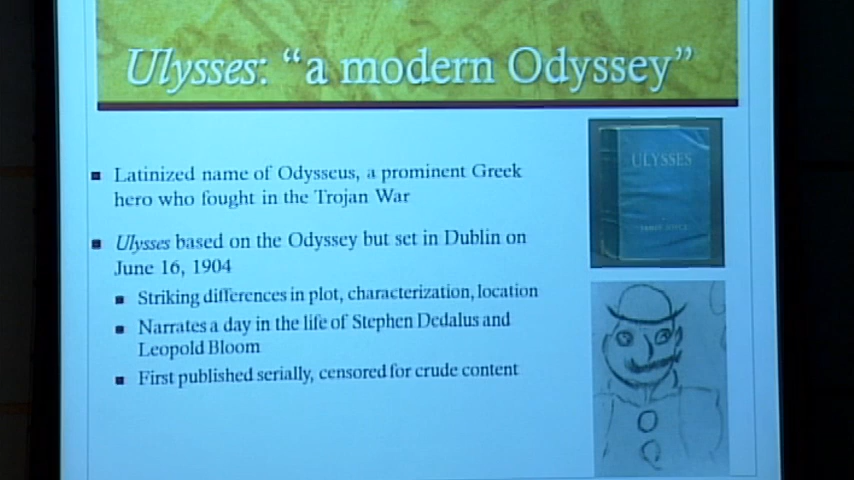 Ulysses: “a modern Odyssey”
Latinized name of Odysseus, a prominent Greek
hero who fought in the Trojan War
Ulysses based on the Odyssey but set in Dublin on
June 16, 1904
Striking differences in plot, characterization, location
Narrates a day in the life of Stephen Dedalus and
Leopold Bloom
First published serially, censored for crude content
ULYSSES
JAMES JOYCE